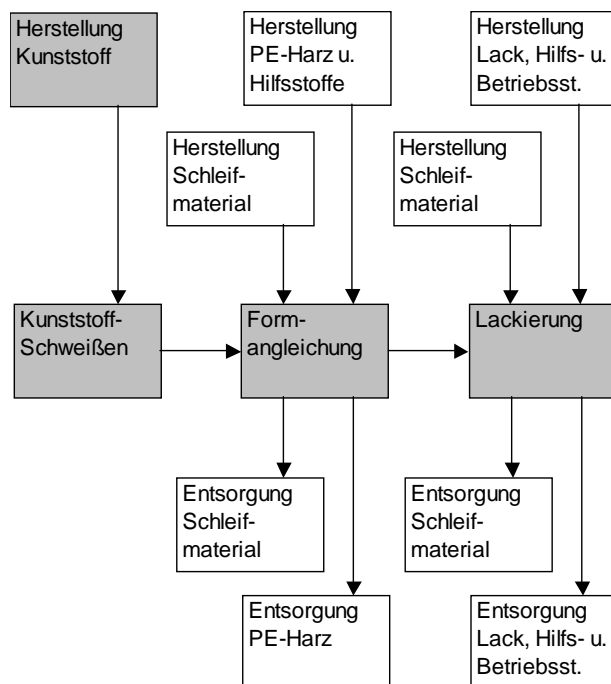 Herstellung
Kunststoff
Herstellung
PE-Harz u.
Hilfsstoffe
Herstellung
Lack, Hilfs- u.
Betriebsst.
Herstellung
Schleif-
material
Herstellung
Schleif-
material
Kunststoff-
Schweißen
Form-
angleichung
Lackierung
Entsorgung
Schleif-
material
Entsorgung
Schleif-
material
Entsorgung
PE-Harz
Entsorgung
Lack, Hilfs- u.
Betriebsst.